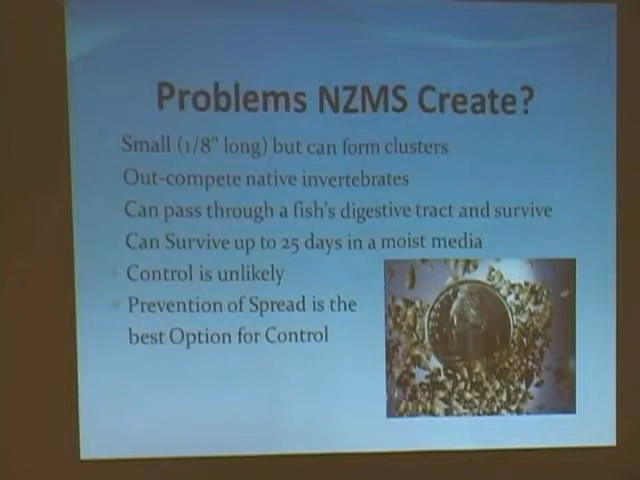 Problems NZMS Create?
Small (1/8" long) but can form clusters
Out-compete native invertebrates
Can pass through a fish's digestive tract and survive
Can Survive up to 25 days in a moist media
Control is unlikely
Prevention of Spread is the
best Option for Control